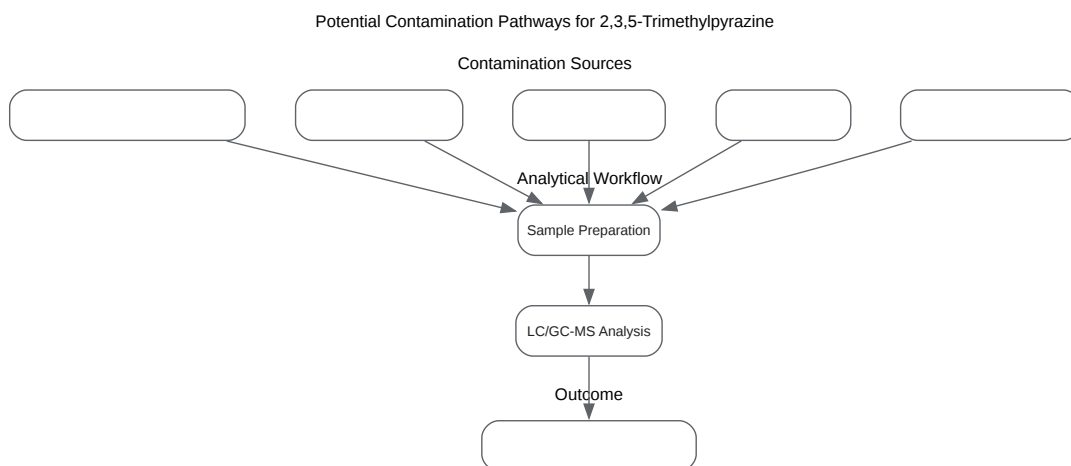 Potential Contamination Pathways for 2,3,5-Trimethylpyrazine
Contamination Sources
Analytical Workflow
Sample Preparation
LC/GC-MS Analysis
Outcome